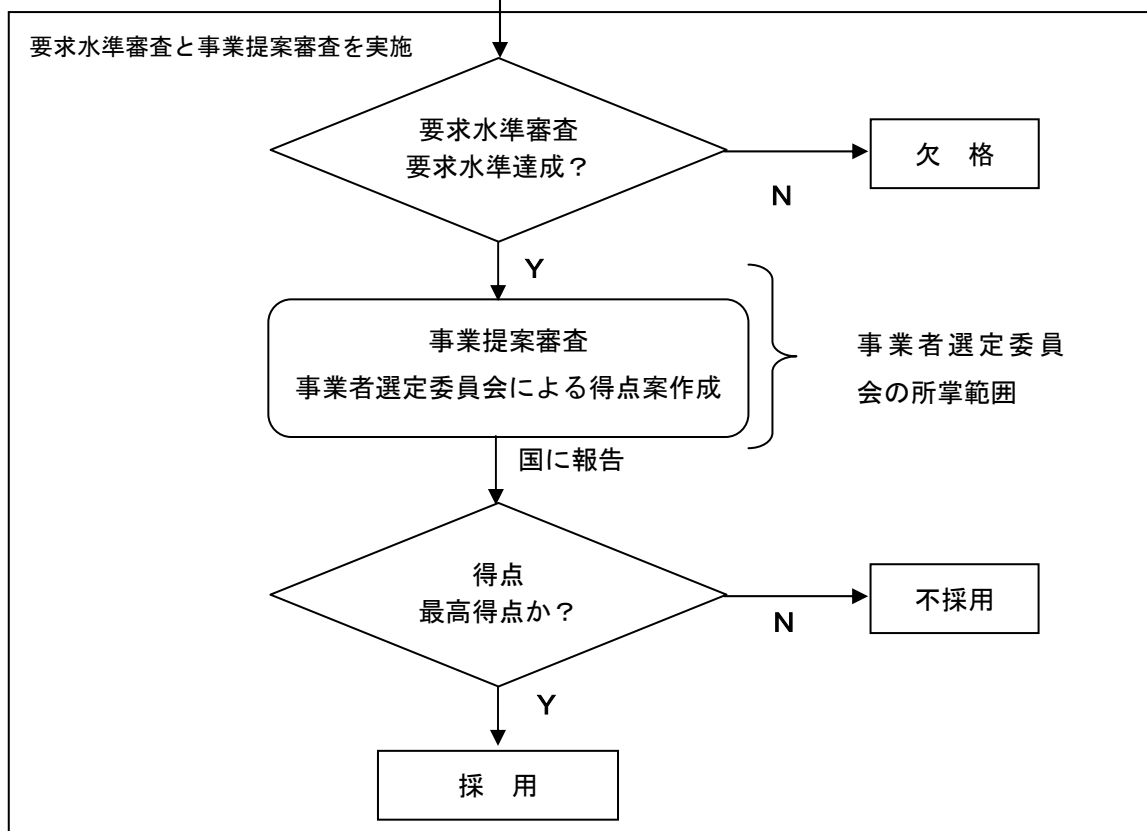 要求水準審査と事業提案審査を実施
要求水準審査
要求水準達成？
欠　格
N
Y
事業提案審査
事業者選定委員会による得点案作成
事業者選定委員
会の所掌範囲
国に報告
得点
最高得点か？
不採用
N
Y
採　用